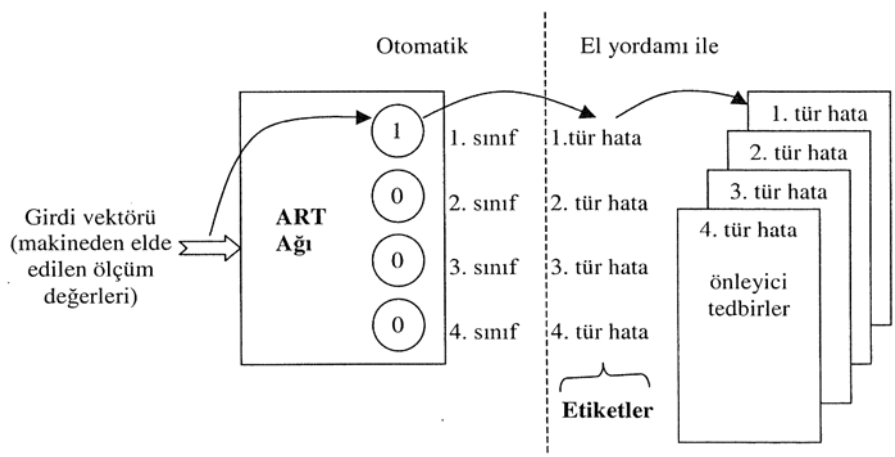 Otomatik
El yordamı ile
Girdi vektörü
(makineden elde
edilen ölçüm
değerleri)
ART
Ağı
1
0
0
0
1. sınıf
2. sınıf
3. sınıf
4. sınıf
1.tür hata
2. tür hata
3. tür hata
4. tür hata
Etiketler
1. tür hata
2. tür hata
3. tür hata
4. tür hata
önleyici
tedbirler